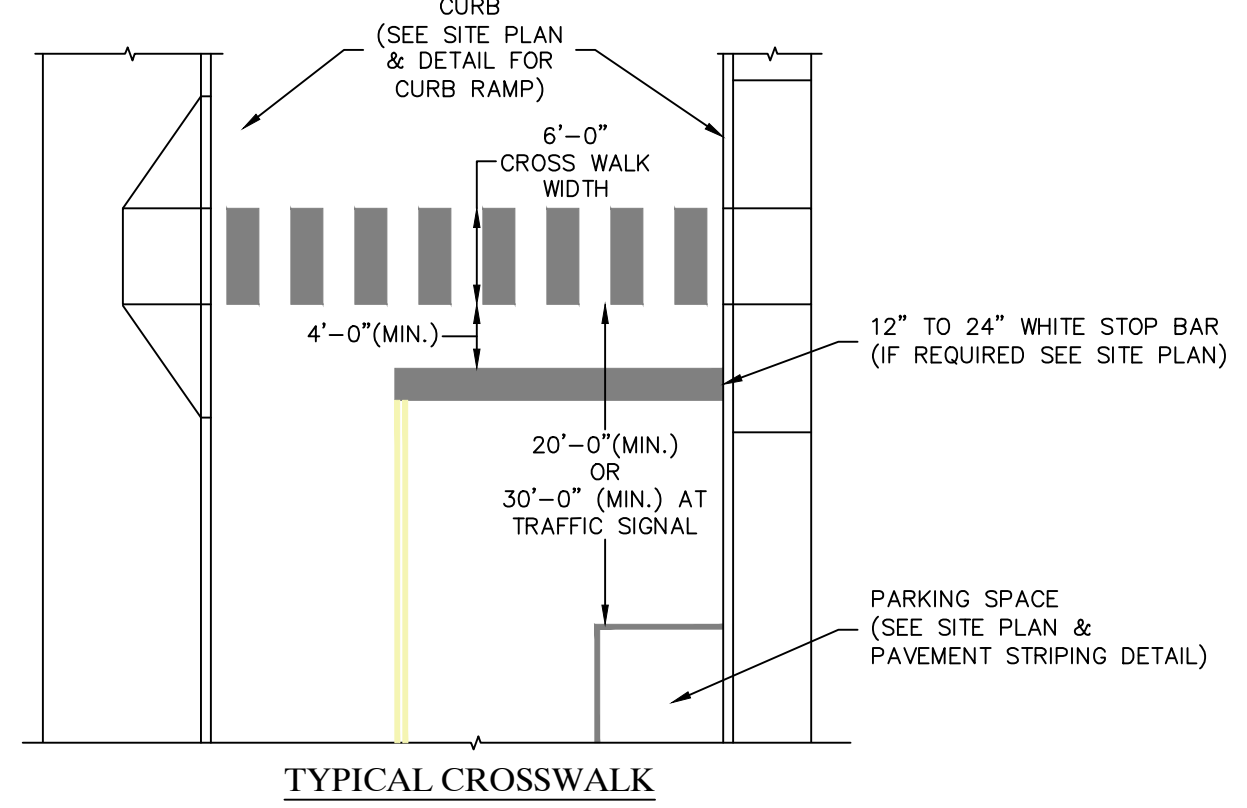 CURB
(SEE SITE PLAN
& DETAIL FOR
CURB RAMP)
6'-0"
CROSS WALK
WIDTH
4'-0"(MIN.)
12" TO 24" WHITE STOP BAR
(IF REQUIRED SEE SITE PLAN)
20'-0"(MIN.)
OR
30'-0" (MIN.) AT
TRAFFIC SIGNAL
PARKING SPACE
(SEE SITE PLAN &
PAVEMENT STRIPING DETAIL)
TYPICAL CROSSWALK